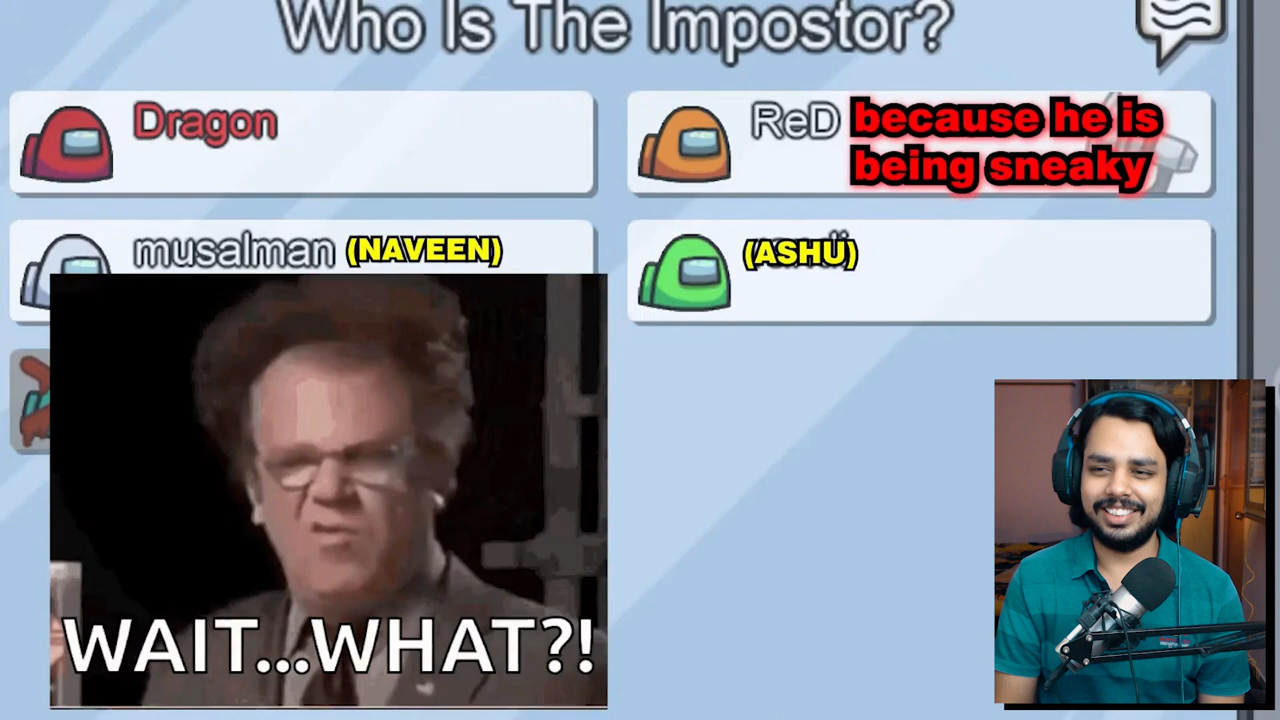 Who Is The Impostor?
Dragon
ReD because he is
being sneaky
musalman (NAVEEN)
(ASHU)
WAIT...WHAT?!